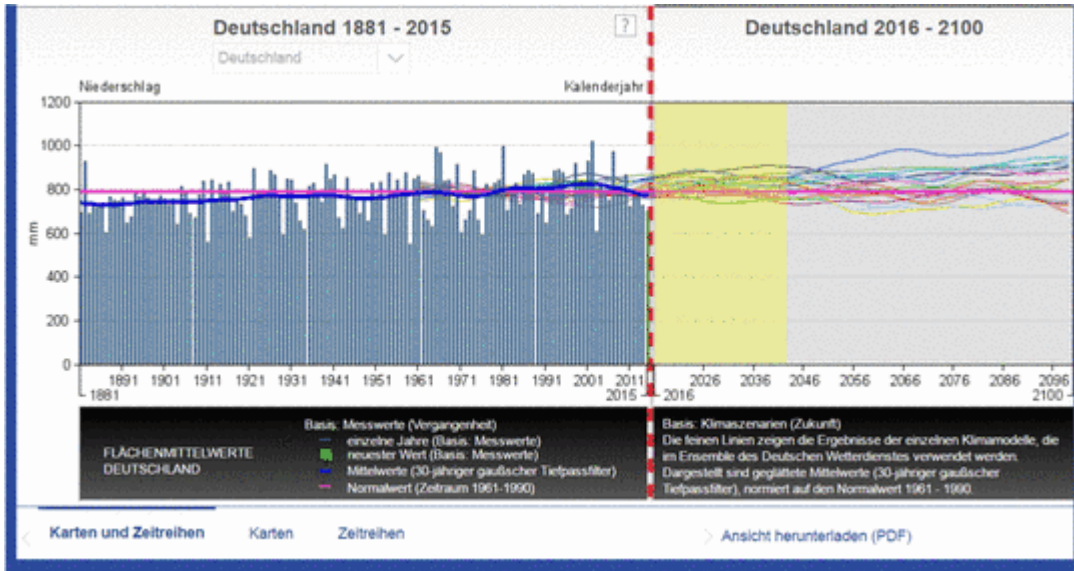 Deutschland 1881 - 2015
?
Deutschland 2016 - 2100
Deutschland
Niederschlag
Kalenderjahr
1200
1000
800
600
400
200
0
mm
1891 1901 1911 1921 1931 1941 1951 1961 1971 1981 1991 2001 2011
1881
2015
2026 2036 2046 2056 2066 2076 2086 2096
2016
2100
FLÄCHENMITTELWERTE
DEUTSCHLAND
Basis: Messwerte (Vergangenheit)
einzelne Jahre (Basis: Messwerte)
neuester Wert (Basis: Messwerte)
Mittelwerte (30-jähriger gaußscher Tiefpassfilter)
Normalwert (Zeitraum 1961-1990)
Basis: Klimaszenarien (Zukunft)
Die feinen Linien zeigen die Ergebnisse der einzelnen Klimamodelle, die
im Ensemble des Deutschen Wetterdienstes verwendet werden.
Dargestellt sind geglättete Mittelwerte (30-jähriger gaußscher
Tiefpassfilter), normiert auf den Normalwert 1961 - 1990.
Karten und Zeitreihen
Karten
Zeitreihen
Ansicht herunterladen (PDF)